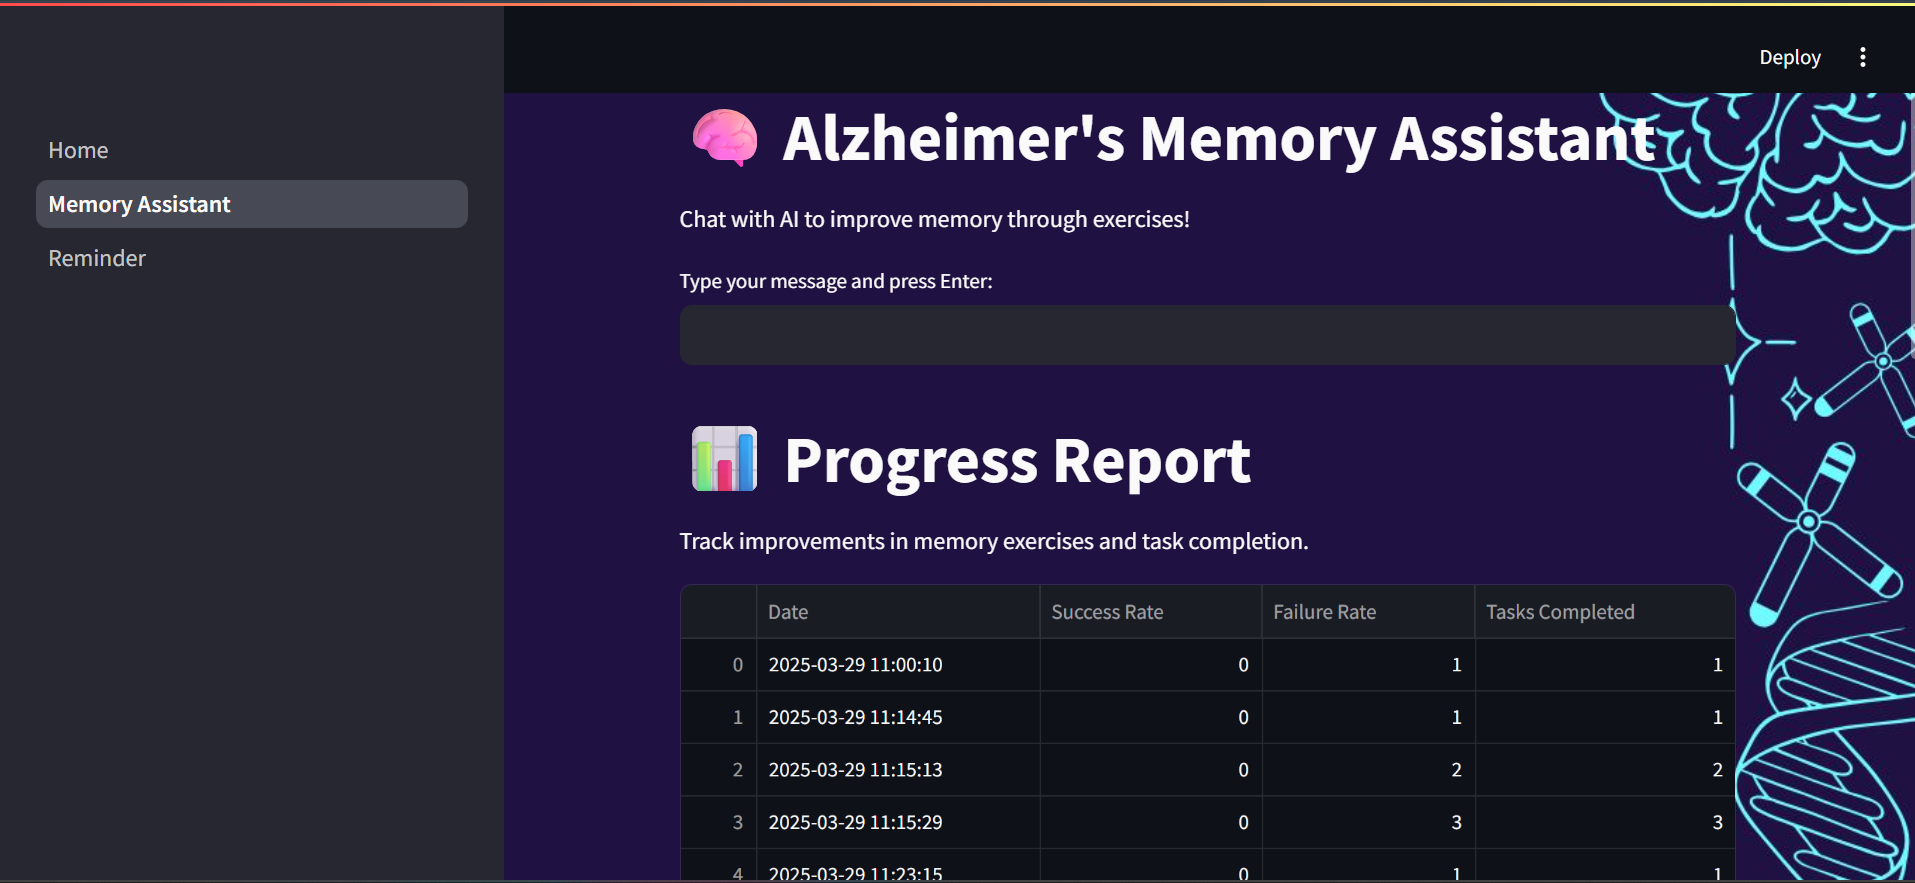 Deploy
Home
Memory Assistant
Reminder
Alzheimer's Memory Assistant
Chat with AI to improve memory through exercises!
Type your message and press Enter:
Progress Report
Track improvements in memory exercises and task completion.
Date Success Rate Failure Rate Tasks Completed
0 2025-03-29 11:00:10 0 1 1
1 2025-03-29 11:14:45 0 1 1
2 2025-03-29 11:15:13 0 2 2
3 2025-03-29 11:15:29 0 3 3
4 2025-03-29 11:23:15 0 1 1